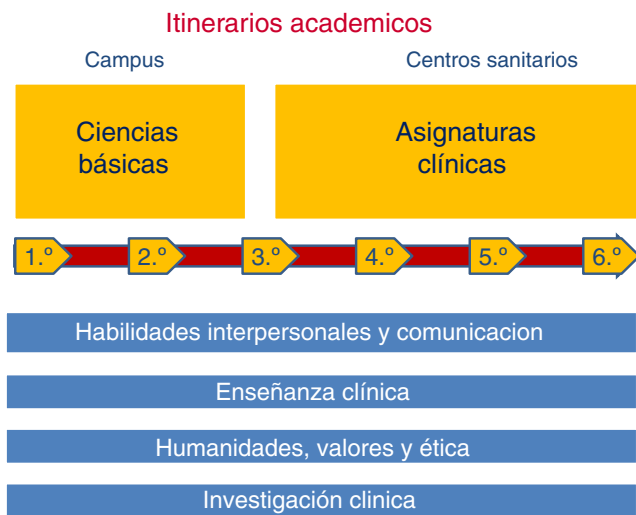 Itinerarios academicos
Campus
Centros sanitarios
Ciencias
básicas
Asignaturas
clínicas
1.º 2.º 3.º 4.º 5.º 6.º
Habilidades interpersonales y comunicacion
Enseñanza clínica
Humanidades, valores y ética
Investigación clinica